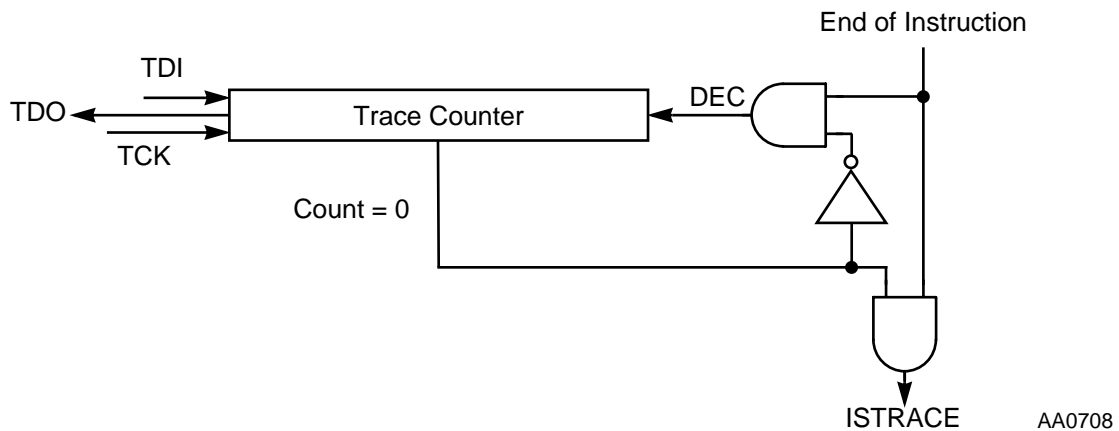 End of Instruction
TDI
DEC
TDO
Trace Counter
TCK
Count = 0
ISTRACE
AA0708